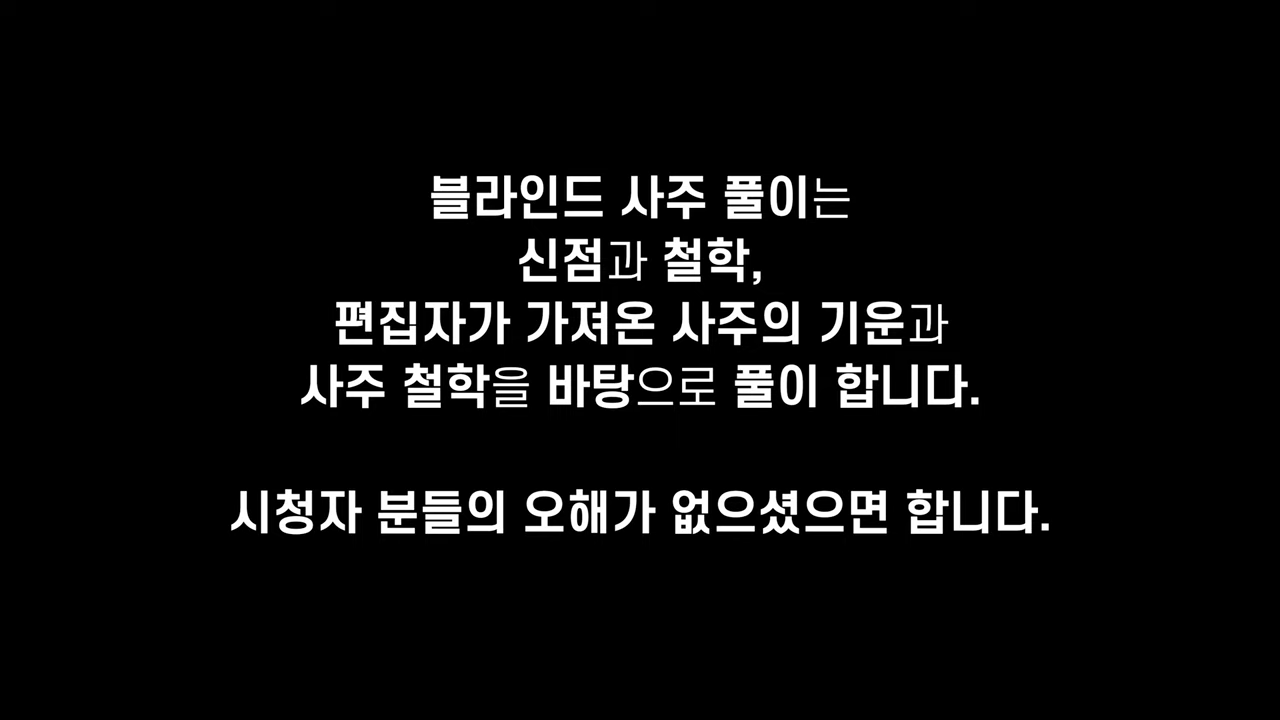 블라인드 사주 풀이는
신점과 철학,
편집자가 가져온 사주의 기운과
사주 철학을 바탕으로 풀이 합니다.
시청자 분들의 오해가 없으셨으면 합니다.